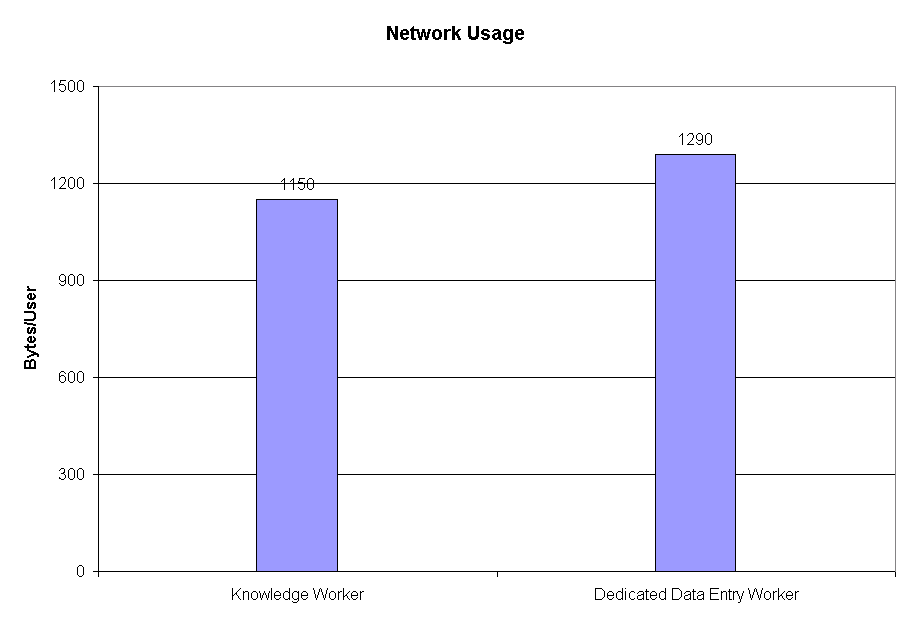 Network Usage
1500
1200
900
600
300
0
Bytes/User
1150
1290
Knowledge Worker
Dedicated Data Entry Worker